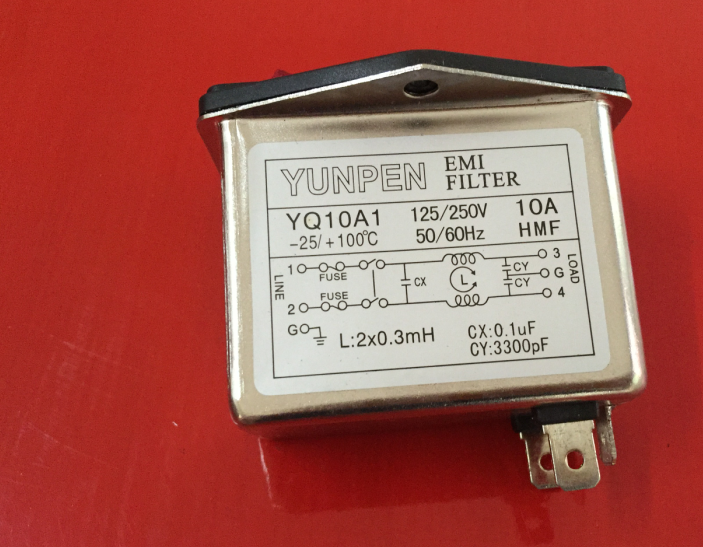 YUNPEN EMI FILTER
YQ10A1 125/250V 10A
-25/+100℃ 50/60Hz HMF
LINE
1 FUSE
2 FUSE
G
CX
L
CY
CY
3
G
4
LOAD
L:2x0.3mH
CX:0.1uF
CY:3300pF